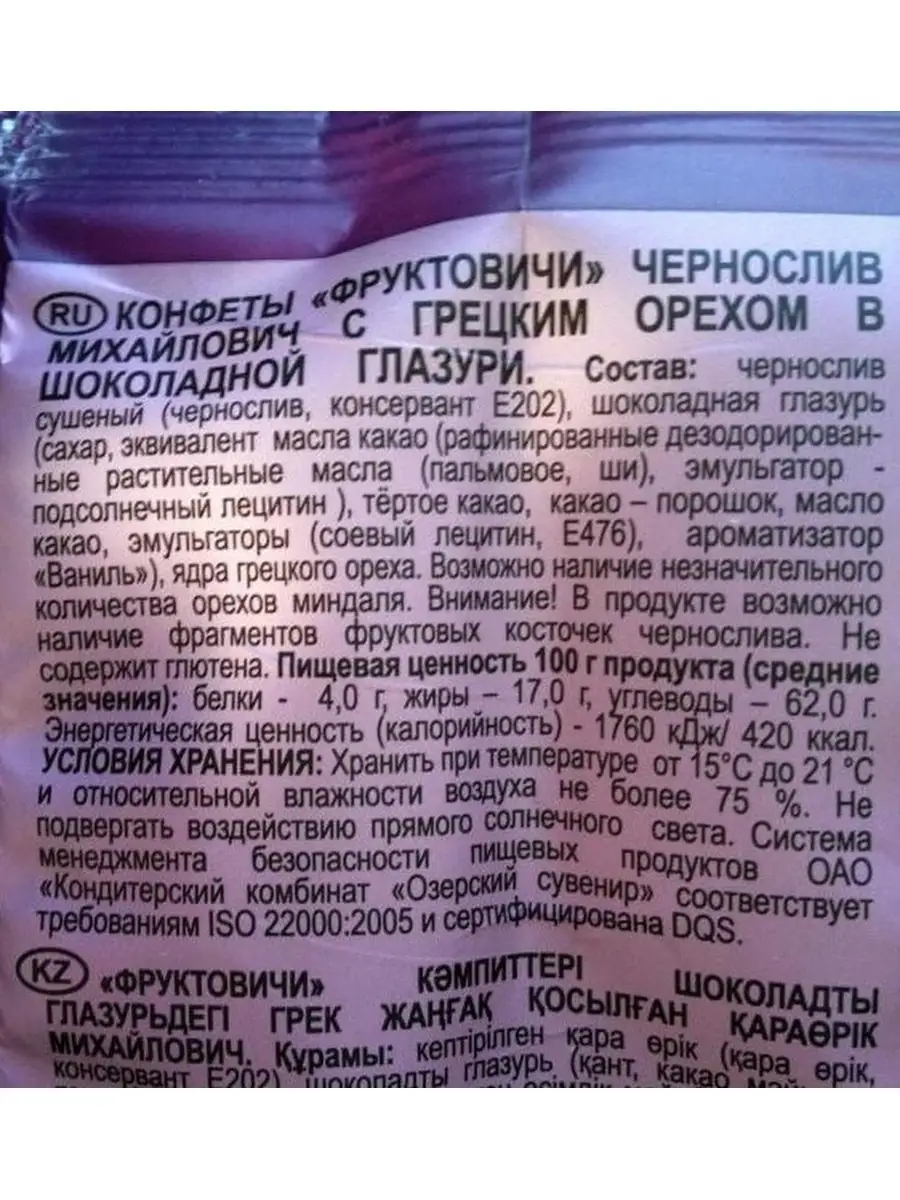 RU КОНФЕТЫ «ФРУКТОВИЧИ» ЧЕРНОСЛИВ
МИХАЙЛОВИЧ С ГРЕЦКИМ ОРЕХОМ В
ШОКОЛАДНОЙ ГЛАЗУРИ. Состав: чернослив
сушеный (чернослив, консервант Е202), шоколадная глазурь
(сахар, эквивалент масла какао (рафинированные дезодорирован-
ные растительные масла (пальмовое, ши), эмульгатор -
подсолнечный лецитин ), тёртое какао, какао – порошок, масло
какао, эмульгаторы (соевый лецитин, Е476), ароматизатор
«Ваниль»), ядра грецкого ореха. Возможно наличие незначительного
количества орехов миндаля. Внимание! В продукте возможно
наличие фрагментов фруктовых косточек чернослива. Не
содержит глютена. Пищевая ценность 100 г продукта (средние
значения): белки - 4,0 г, жиры – 17,0 г, углеводы – 62,0 г.
Энергетическая ценность (калорийность) - 1760 кДж/ 420 ккал.
УСЛОВИЯ ХРАНЕНИЯ: Хранить при температуре от 15°С до 21 °С
и относительной влажности воздуха не более 75 %. Не
подвергать воздействию прямого солнечного света. Система
менеджмента безопасности пищевых продуктов ОАО
«Кондитерский комбинат «Озерский сувенир» соответствует
требованиям ISO 22000:2005 и сертифицирована DQS.
KZ «ФРУКТОВИЧИ» КӘМПИТТЕРІ ШОКОЛАДТЫ
ГЛАЗУРЬДЕГІ ГРЕК ЖАҢҒАҚ ҚОСЫЛҒАН ҚАРАӨРІК
МИХАЙЛОВИЧ. Құрамы: кептірілген қара өрік (қара өрік,
консервант Е202), шоколадты глазурь (қант, какао